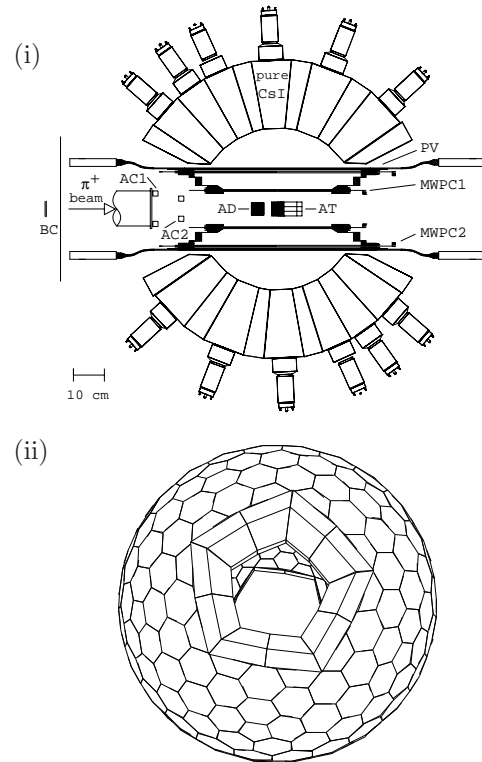 (i)
pure
CsI
PV
AC1
MWPC1
π+
beam
BC
AD
AT
AC2
MWPC2
10 cm
(ii)